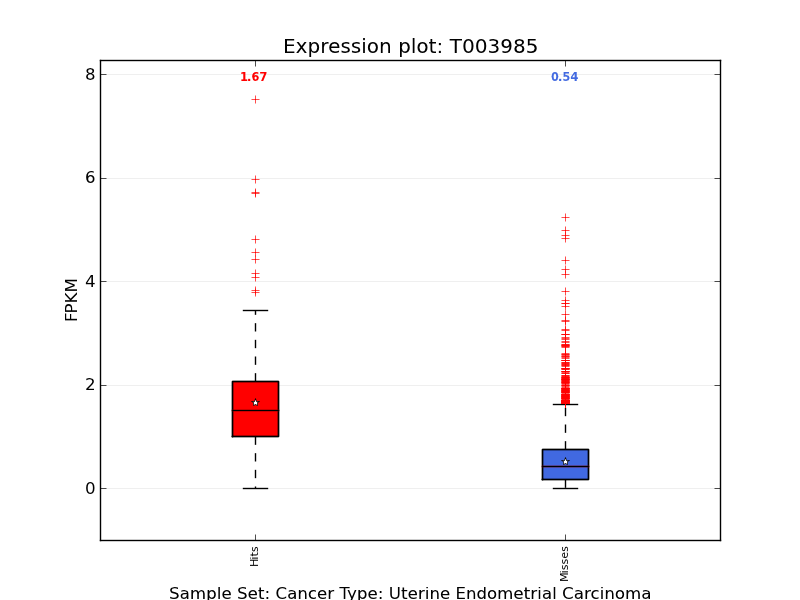 Expression plot: T003985
8
1.67
0.54
6
4
FPKM
2
0
Hits
Misses
Sample Set: Cancer Type: Uterine Endometrial Carcinoma